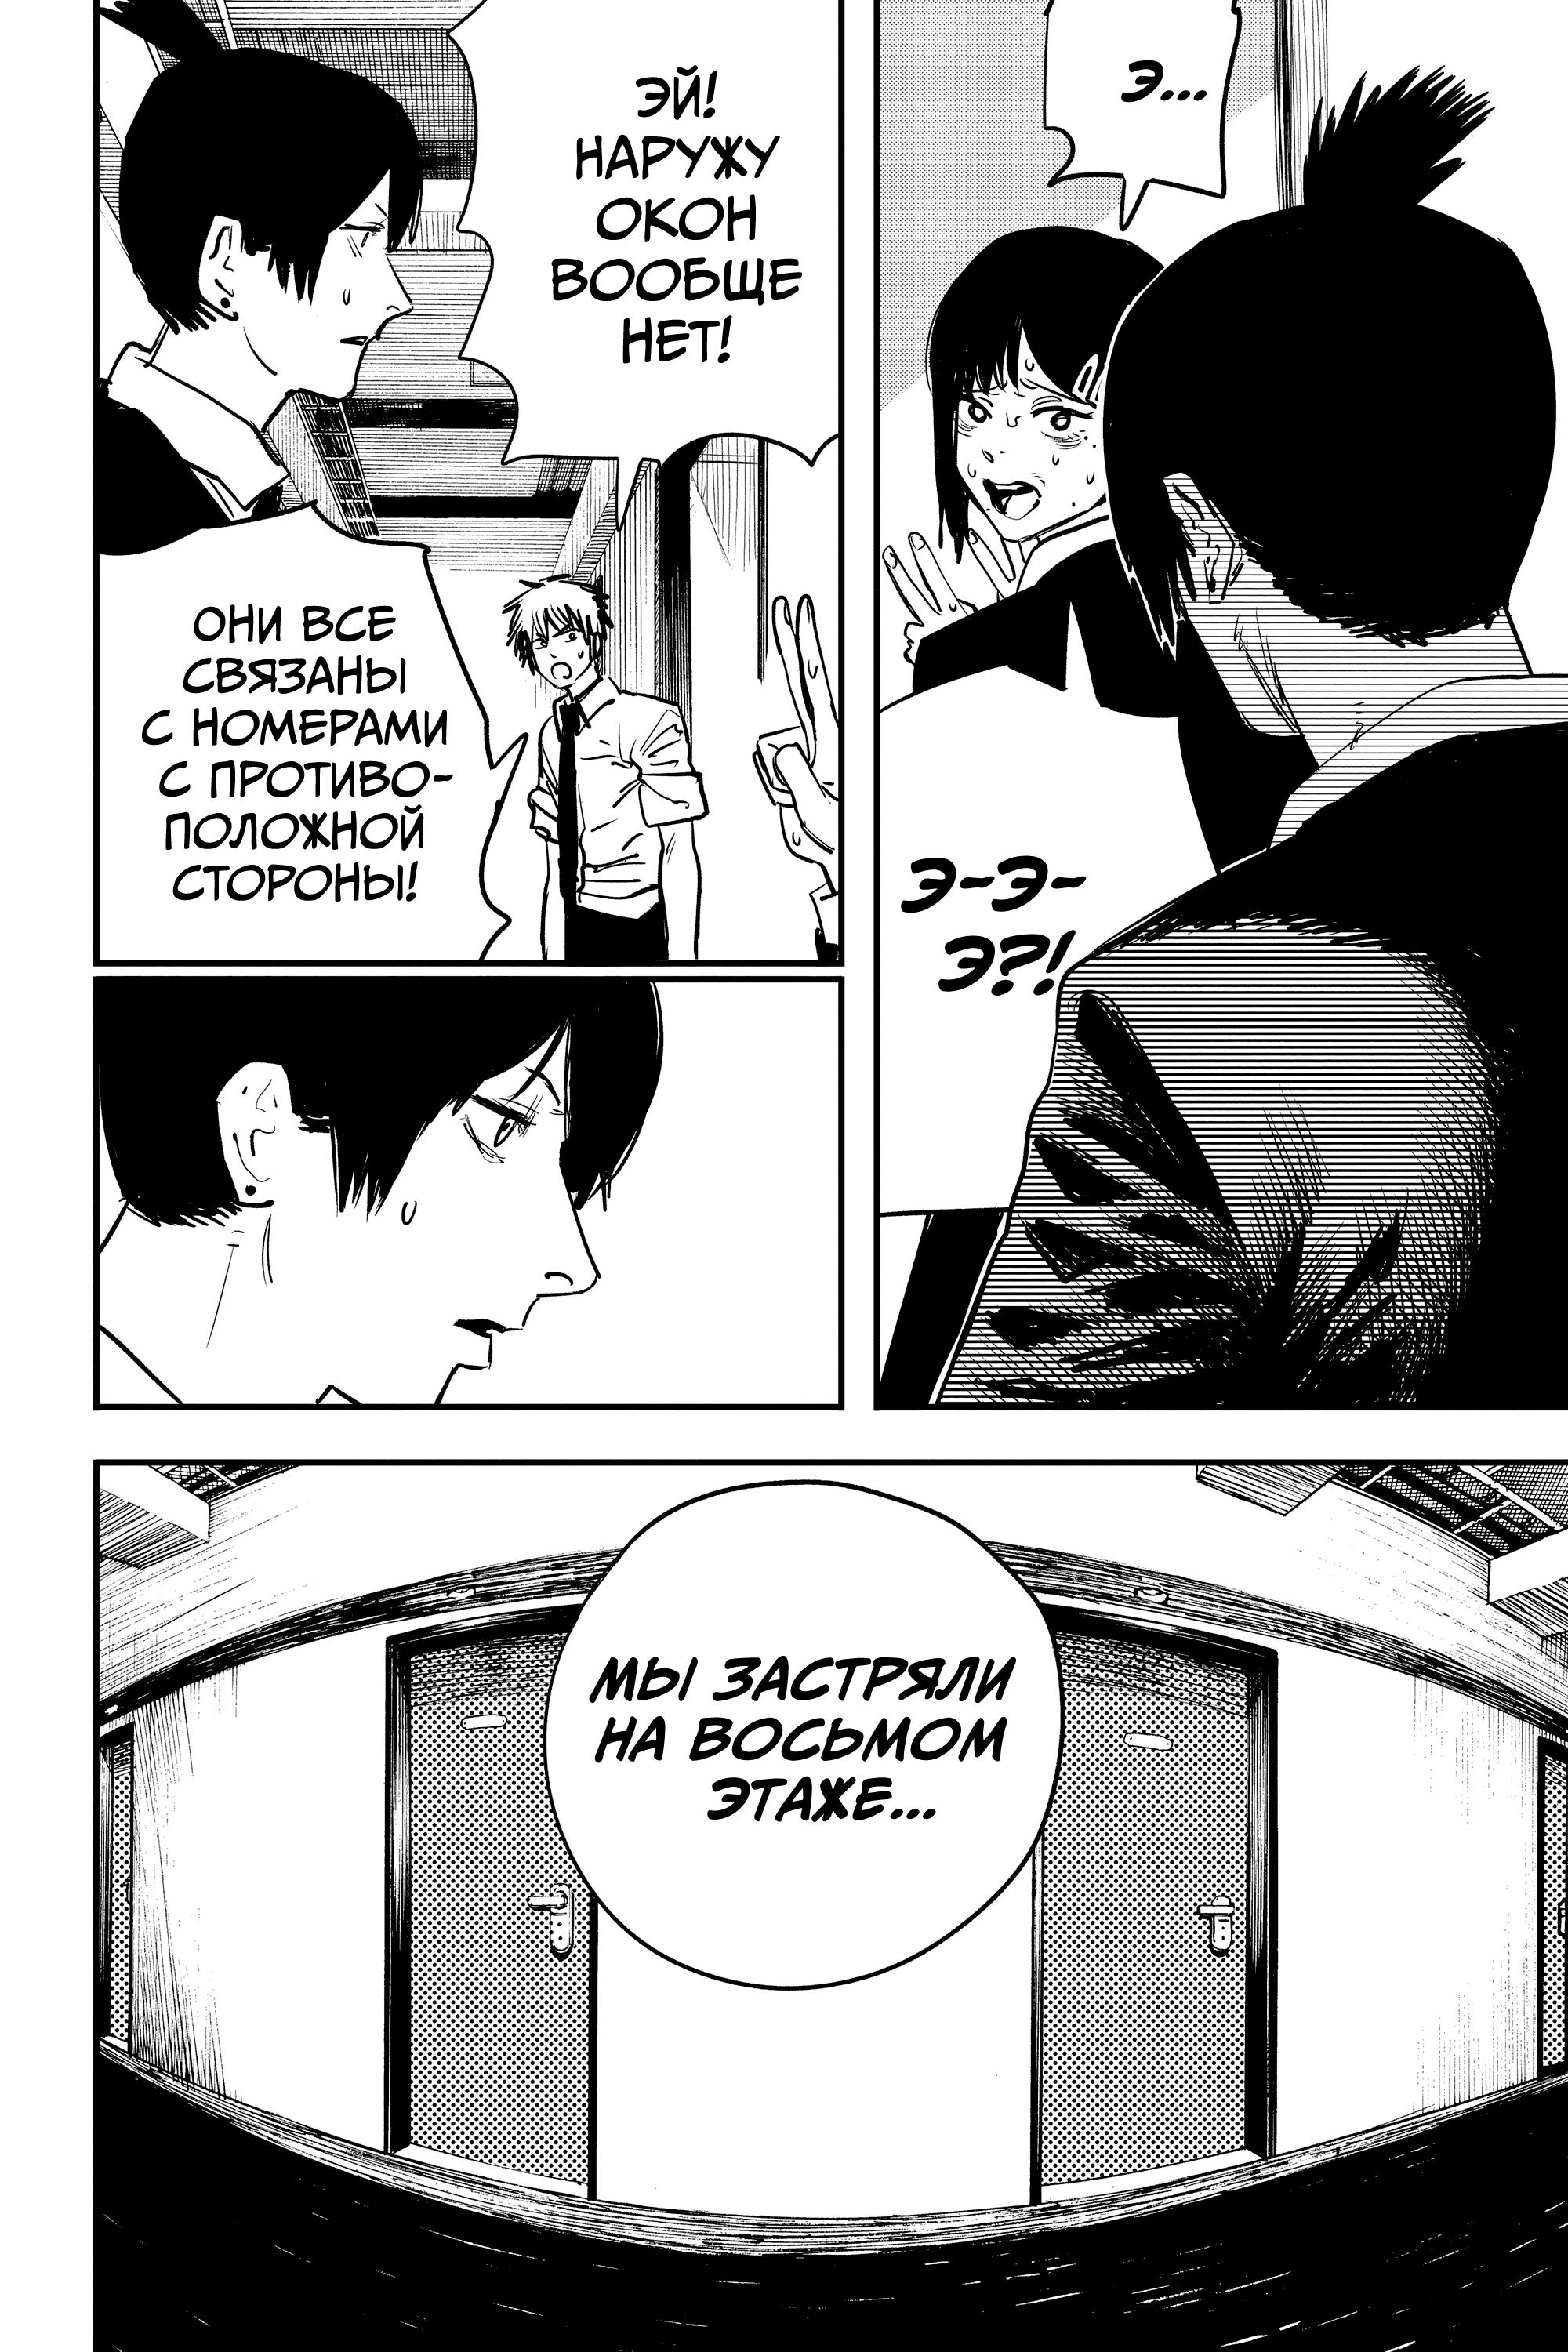 Э...
Э-Э-
Э?!
ЭЙ!
НАРУЖУ
ОКОН
ВООБЩЕ
НЕТ!
ОНИ ВСЕ
СВЯЗАНЫ
С НОМЕРАМИ
С ПРОТИВО-
ПОЛОЖНОЙ
СТОРОНЫ!
МЫ ЗАСТРЯЛИ
НА ВОСЬМОМ
ЭТАЖЕ...